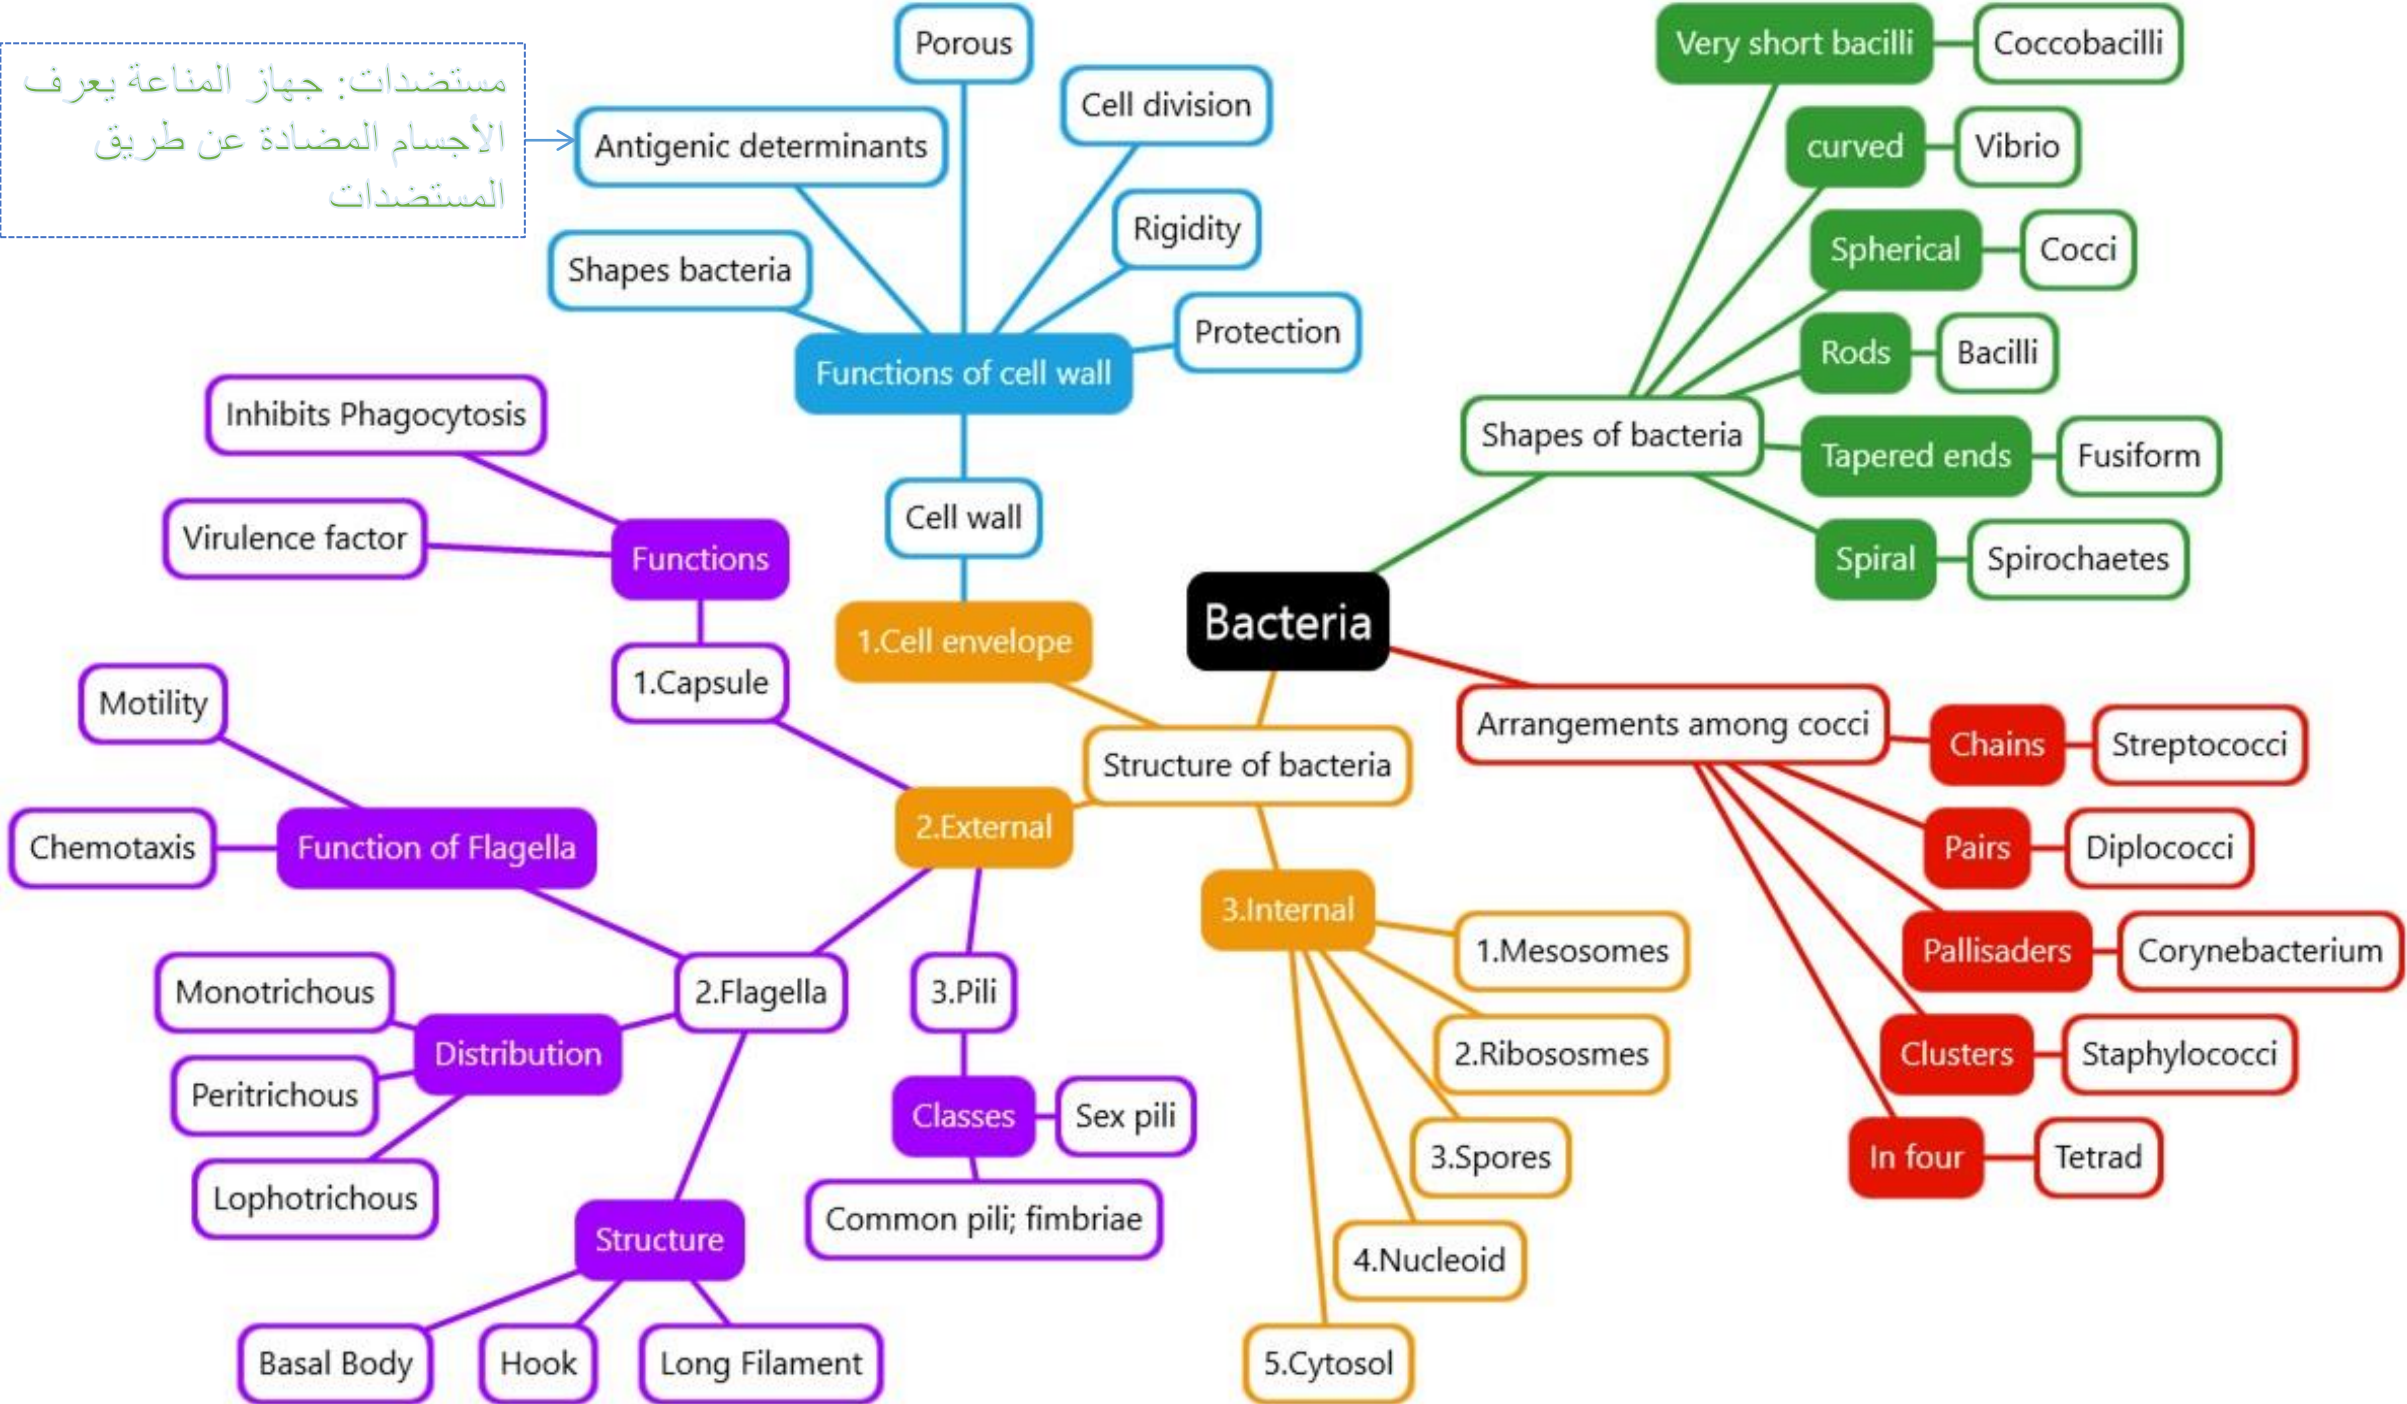 مستضدات: جهاز المناعة يعرف
الأجسام المضادة عن طريق
المستضدات
Porous
Cell division
Antigenic determinants
Rigidity
Shapes bacteria
Protection
Functions of cell wall
Cell wall
1.Cell envelope
Inhibits Phagocytosis
Virulence factor
Functions
1.Capsule
Motility
Chemotaxis
Function of Flagella
2.External
Monotrichous
Peritrichous
Lophotrichous
Distribution
2.Flagella
3.Pili
Classes
Sex pili
Common pili; fimbriae
Structure
Basal Body
Hook
Long Filament
Bacteria
Structure of bacteria
3.Internal
1.Mesosomes
2.Ribososmes
3.Spores
4.Nucleoid
5.Cytosol
Shapes of bacteria
Very short bacilli
Coccobacilli
curved
Vibrio
Spherical
Cocci
Rods
Bacilli
Tapered ends
Fusiform
Spiral
Spirochaetes
Arrangements among cocci
Chains
Streptococci
Pairs
Diplococci
Pallisaders
Corynebacterium
Clusters
Staphylococci
In four
Tetrad